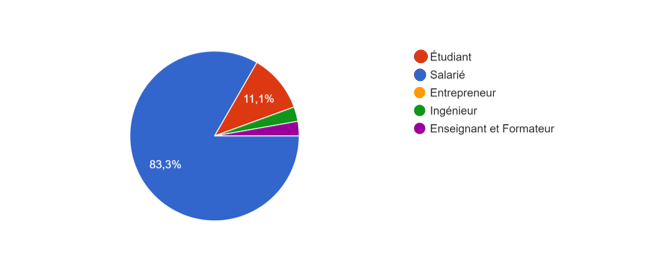 Étudiant
Salarié
Entrepreneur
Ingénieur
Enseignant et Formateur
11,1%
83,3%